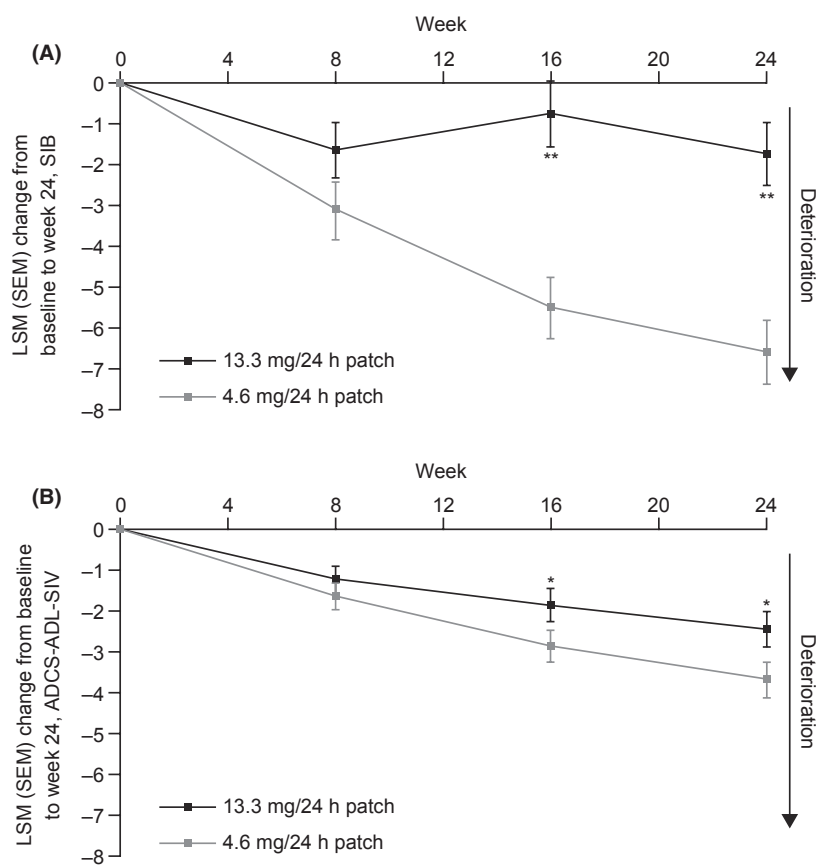 Week
(A)
0 4 8 16 12 20 24
0
–1
–2
–3
–4
–5
–6
–7
–8
LSM (SEM) change from
baseline to week 24, SIB
**
**
Deterioration
13.3 mg/24 h patch
4.6 mg/24 h patch
Week
(B)
0 4 8 12 16 20 24
0
–1
–2
–3
–4
–5
–6
–7
–8
LSM (SEM) change from baseline
to week 24, ADCS-ADL-SIV
*
*
Deterioration
13.3 mg/24 h patch
4.6 mg/24 h patch